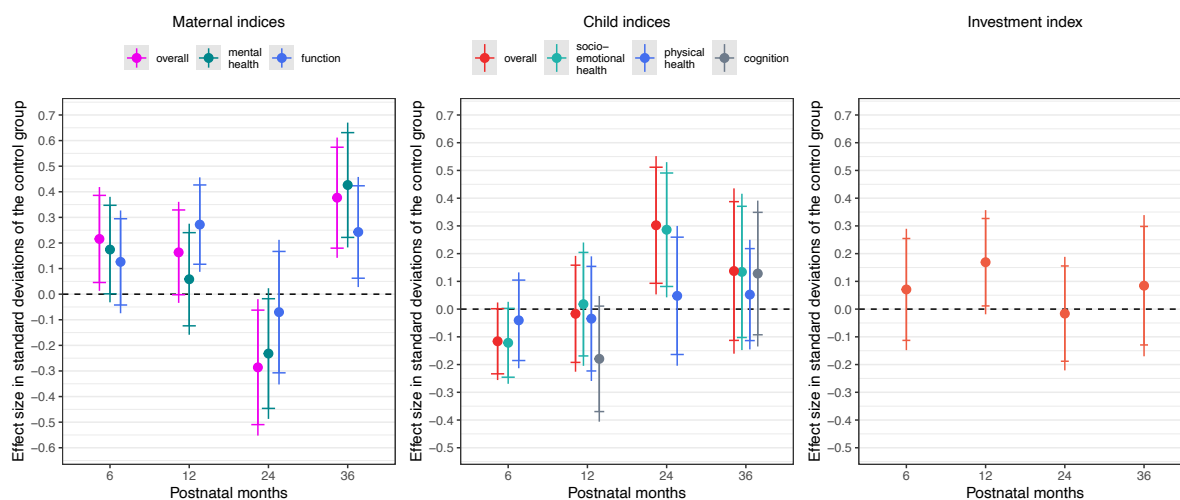 Maternal indices
overall
mental
health
function
Effect size in standard deviations of the control group
0.7
0.6
0.5
0.4
0.3
0.2
0.1
0.0
−0.1
−0.2
−0.3
−0.4
−0.5
−0.6
6
12
24
36
Postnatal months
Child indices
overall
socio−
emotional
health
physical
health
cognition
Effect size in standard deviations of the control group
0.7
0.6
0.5
0.4
0.3
0.2
0.1
0.0
−0.1
−0.2
−0.3
−0.4
−0.5
6
12
24
36
Postnatal months
Investment index
Effect size in standard deviations of the control group
0.7
0.6
0.5
0.4
0.3
0.2
0.1
0.0
−0.1
−0.2
−0.3
−0.4
−0.5
6
12
24
36
Postnatal months